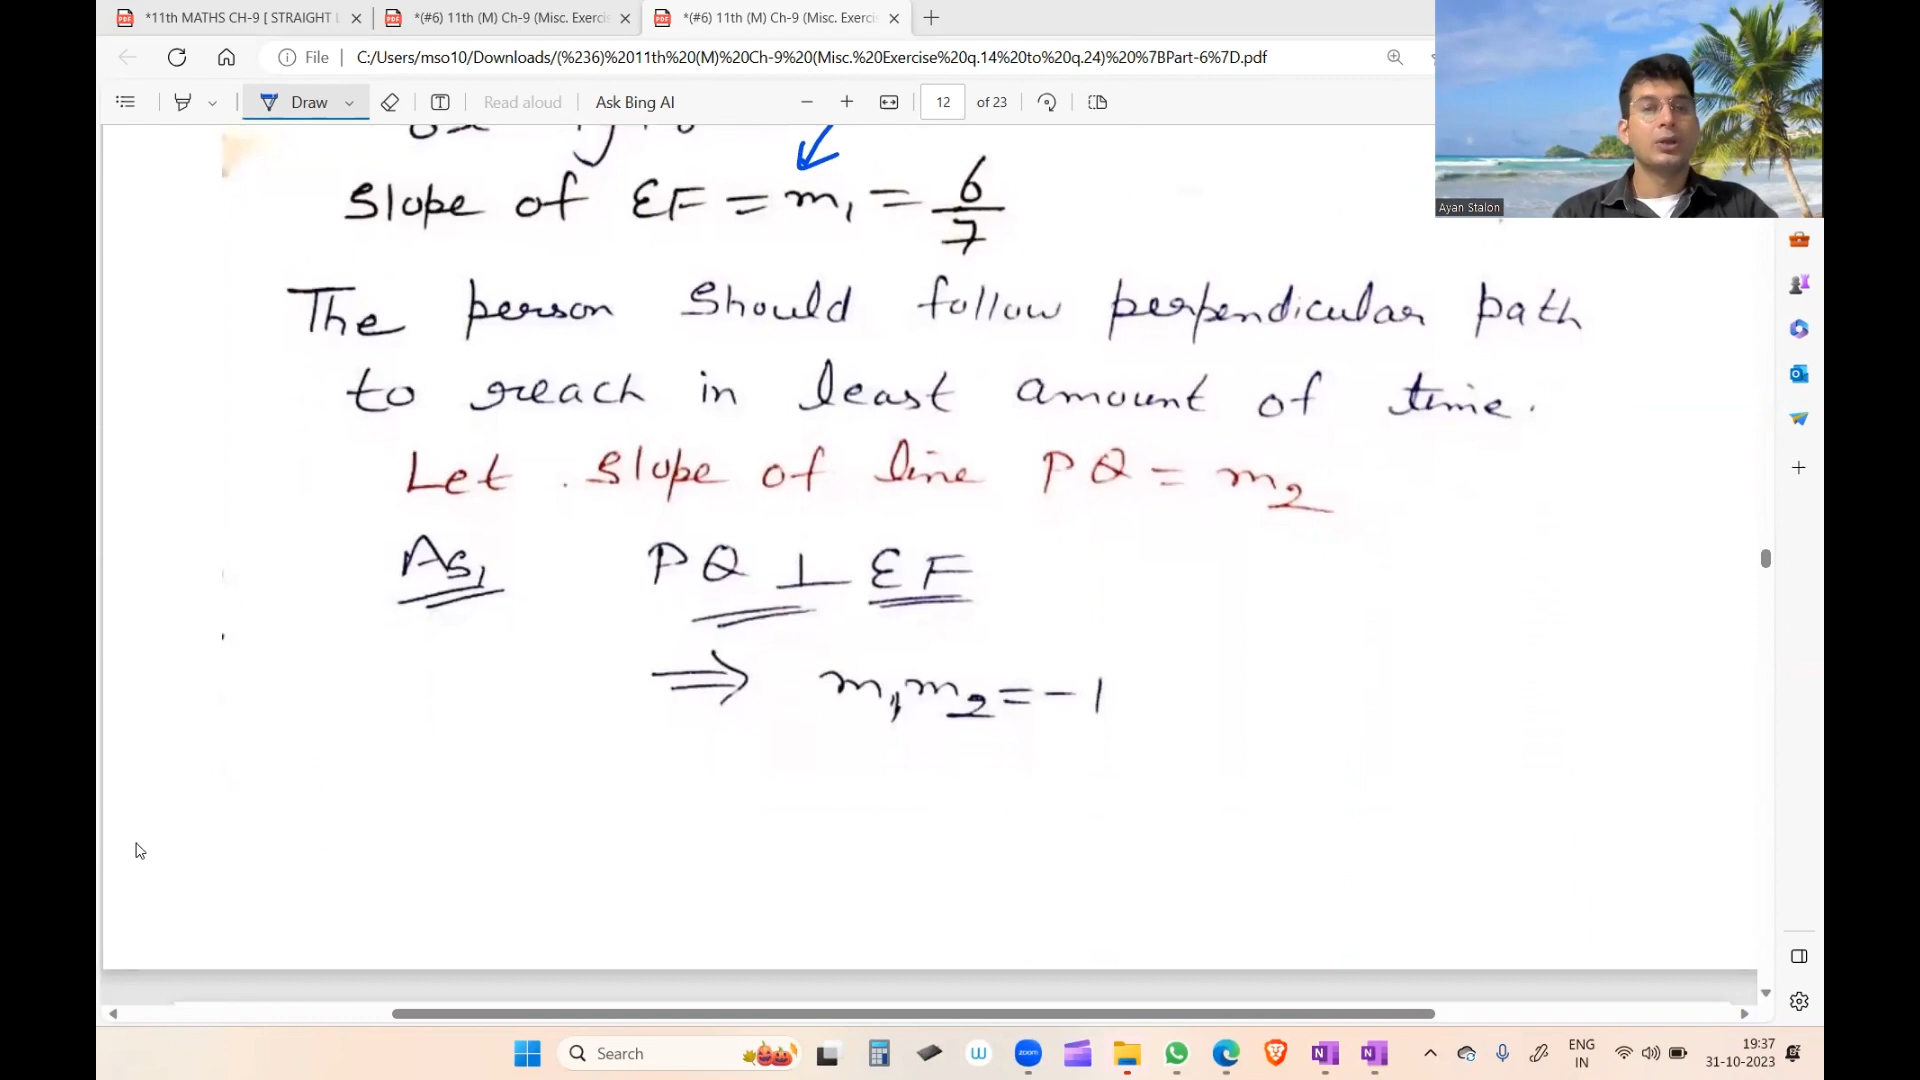 *11th MATHS CH-9 [ STRAIGHT L
*(#6) 11th (M) Ch-9 (Misc. Exercis
*(#6) 11th (M) Ch-9 (Misc. Exercis
File
C:/Users/mso10/Downloads/(%236)%2011th%20(M)%20Ch-9%20(Misc.%20Exercise%20q.14%20to%20q.24)%20%7BPart-6%7D.pdf
Draw
Read aloud
Ask Bing AI
12 of 23
Ayan Stalon
Slope of EF = m₁ = 6/7
The person should follow perpendicular path
to reach in least amount of time.
Let . slope of line PQ = m₂
As, PQ ⊥ EF
⇒ m₁m₂ = -1
Search
W
zoom
ENG
IN
19:37
31-10-2023